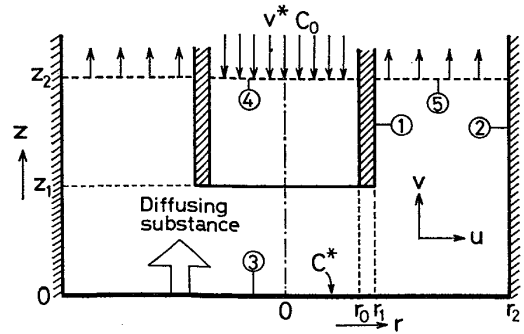 v* C₀
z₂
④
⑤
①
②
z
z₁
v
Diffusing
substance
u
③
C*
0
0
r₀
r₁
r₂
r